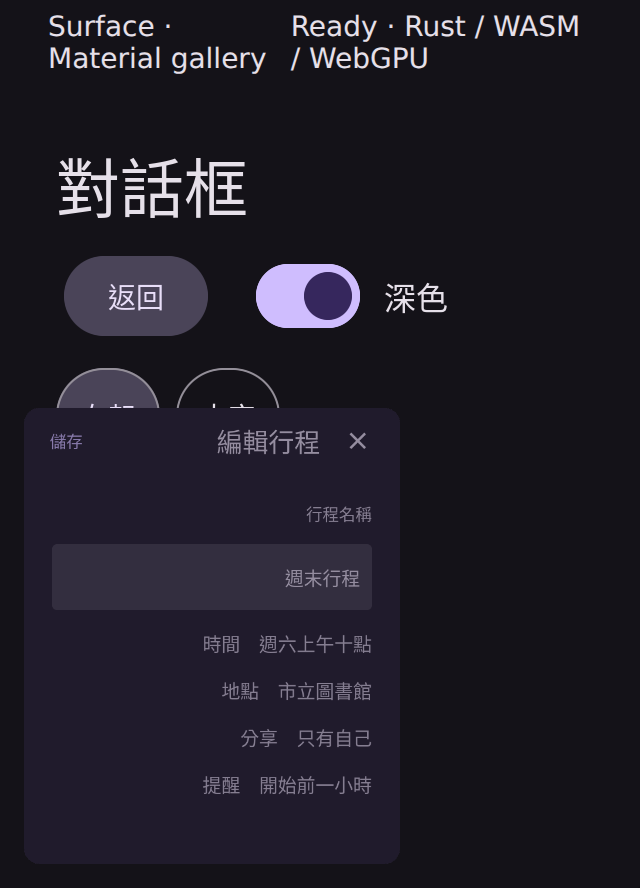 Surface ·
Material gallery
Ready · Rust / WASM
/ WebGPU
對話框
返回
深色
儲存
編輯行程
行程名稱
週末行程
時間　週六上午十點
地點　市立圖書館
分享　只有自己
提醒　開始前一小時